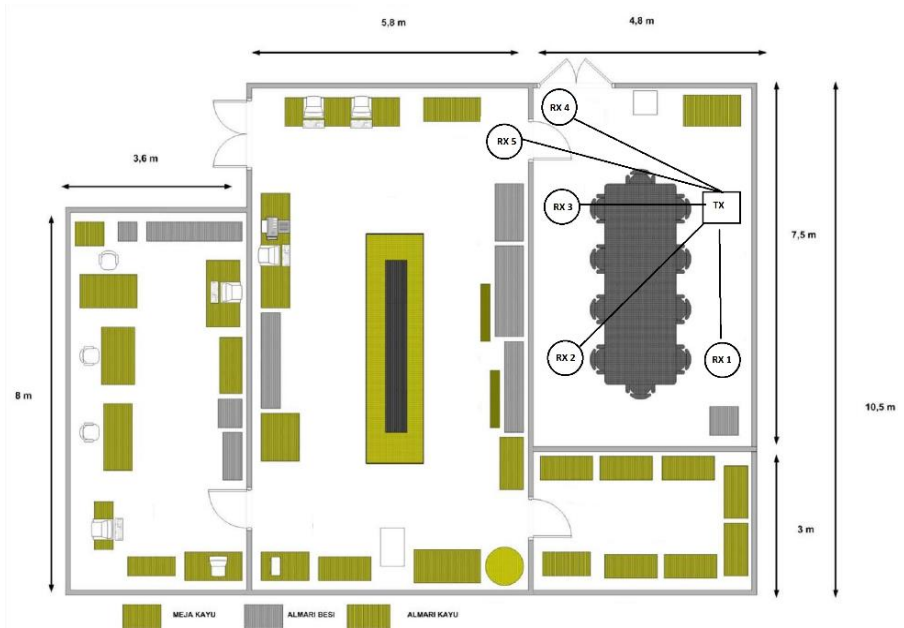 5,8 m
4,8 m
RX 4
RX 5
3,6 m
RX 3
TX
7,5 m
RX 2
RX 1
8 m
10,5 m
3 m
MEJA KAYU
ALMARI BESI
ALMARI KAYU